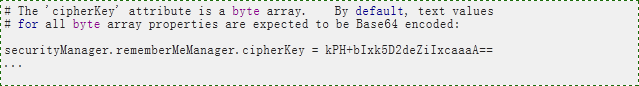 # The 'cipherKey' attribute is a byte array.    By default, text values
# for all byte array properties are expected to be Base64 encoded:

securityManager.rememberMeManager.cipherKey = kPH+bIxk5D2deZiIxcaaaA==
...